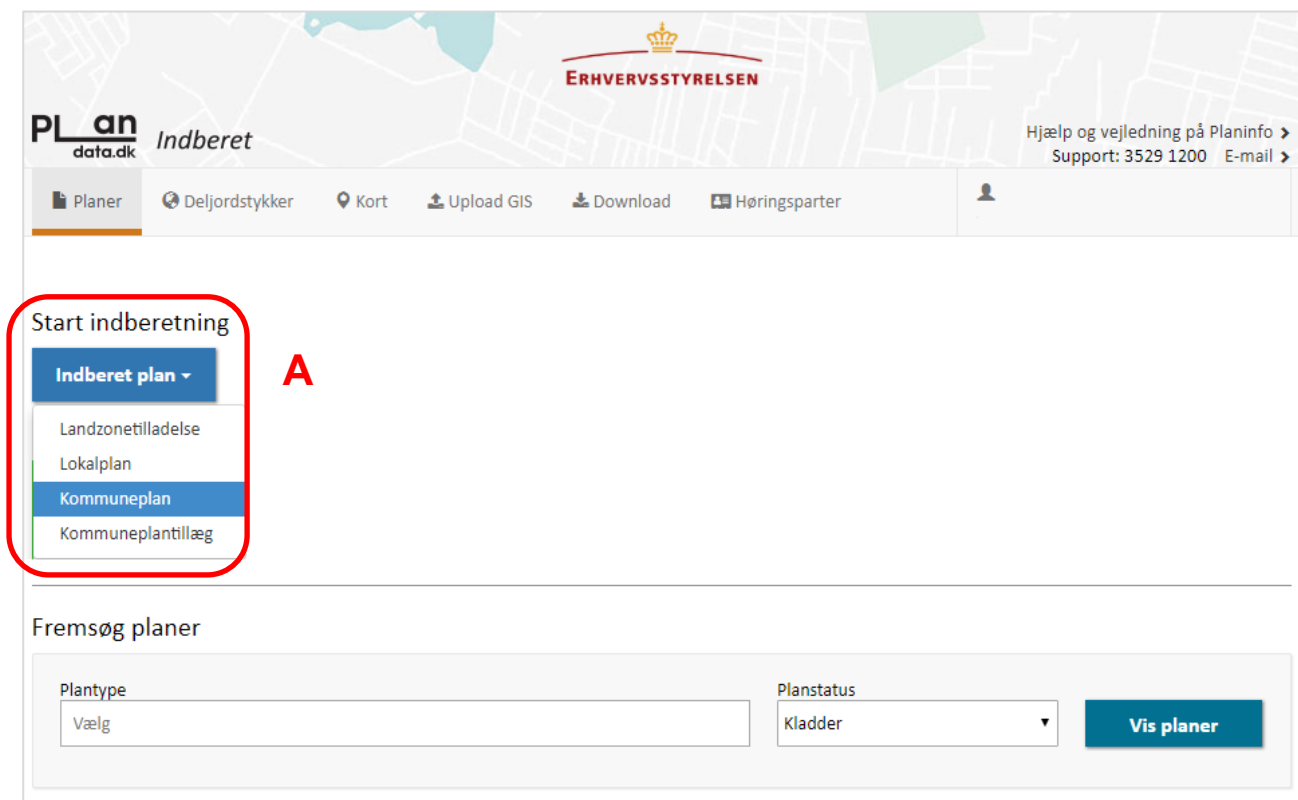 ERHVERVSSTYRELSEN
PLan
data.dk
Indberet
Hjælp og vejledning på Planinfo
Support: 3529 1200 E-mail
Planer Deljordstykker Kort Upload GIS Download Høringsparter
Start indberetning
Indberet plan
A
Landzonetilladelse
Lokalplan
Kommuneplan
Kommuneplantillæg
Fremsøg planer
Plantype Planstatus
Vælg Kladder Vis planer